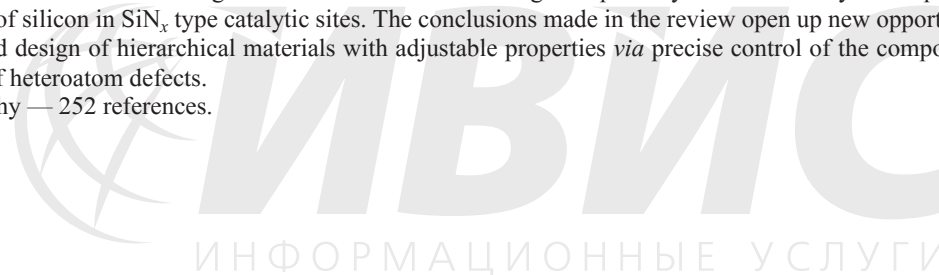 of silicon in SiNx type catalytic sites. The conclusions made in the review open up new opport
d design of hierarchical materials with adjustable properties via precise control of the compo
f heteroatom defects.
hy — 252 references.
ИВИС
ИНФОРМАЦИОННЫЕ УСЛУГИ